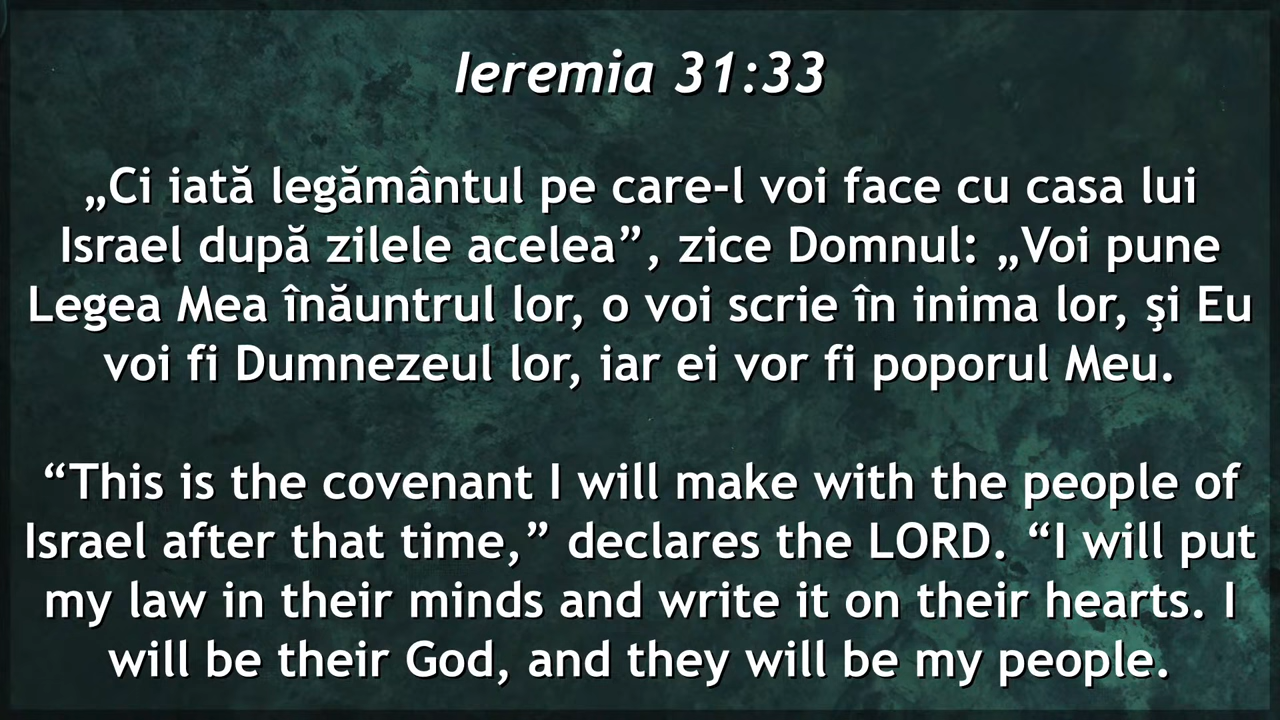 Ieremia 31:33
„Ci iată legământul pe care-l voi face cu casa lui
Israel după zilele acelea”, zice Domnul: „Voi pune
Legea Mea înăuntrul lor, o voi scrie în inima lor, şi Eu
voi fi Dumnezeul lor, iar ei vor fi poporul Meu.
“This is the covenant I will make with the people of
Israel after that time,” declares the LORD. “I will put
my law in their minds and write it on their hearts. I
will be their God, and they will be my people.